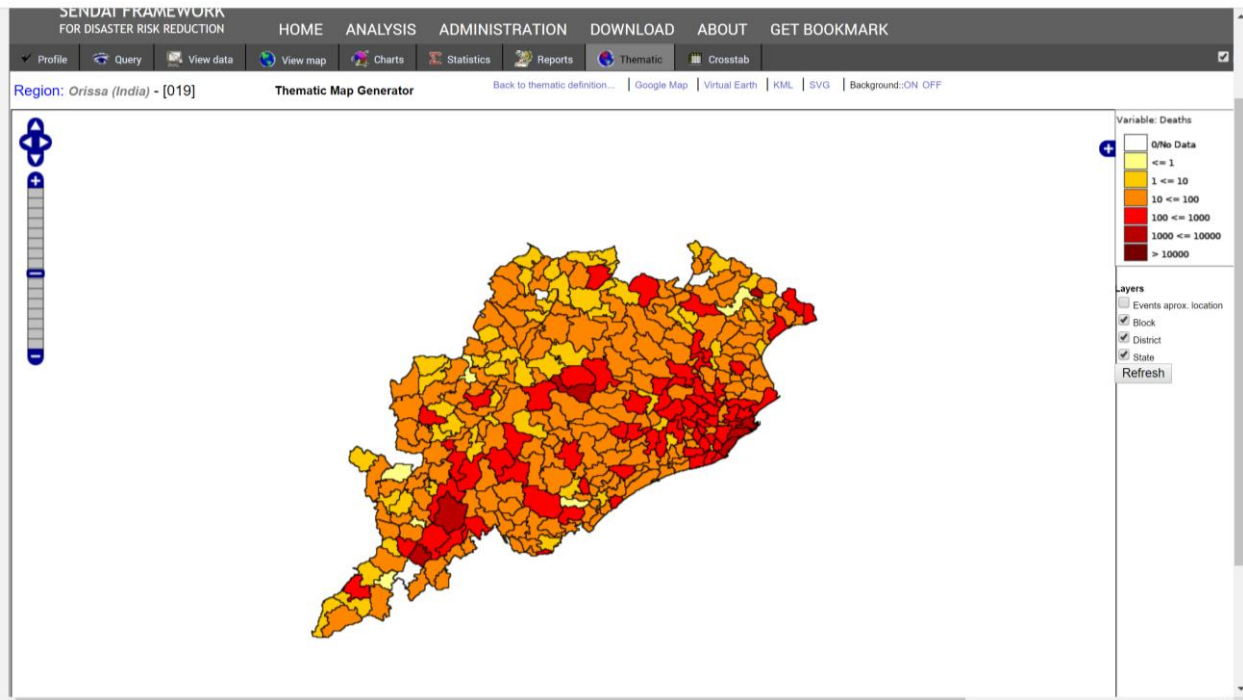 SENDAI FRAMEWORK
FOR DISASTER RISK REDUCTION
HOME ANALYSIS ADMINISTRATION DOWNLOAD ABOUT GET BOOKMARK
Profile Query View data View map Charts Statistics Reports Thematic Crosstab
Region: Orissa (India) - [019] Thematic Map Generator Back to thematic definition... Google Map Virtual Earth KML SVG Background::ON OFF
Variable: Deaths
0/No Data
<= 1
1 <= 10
10 <= 100
100 <= 1000
1000 <= 10000
> 10000
Layers
Events aprox. location
Block
District
State
Refresh